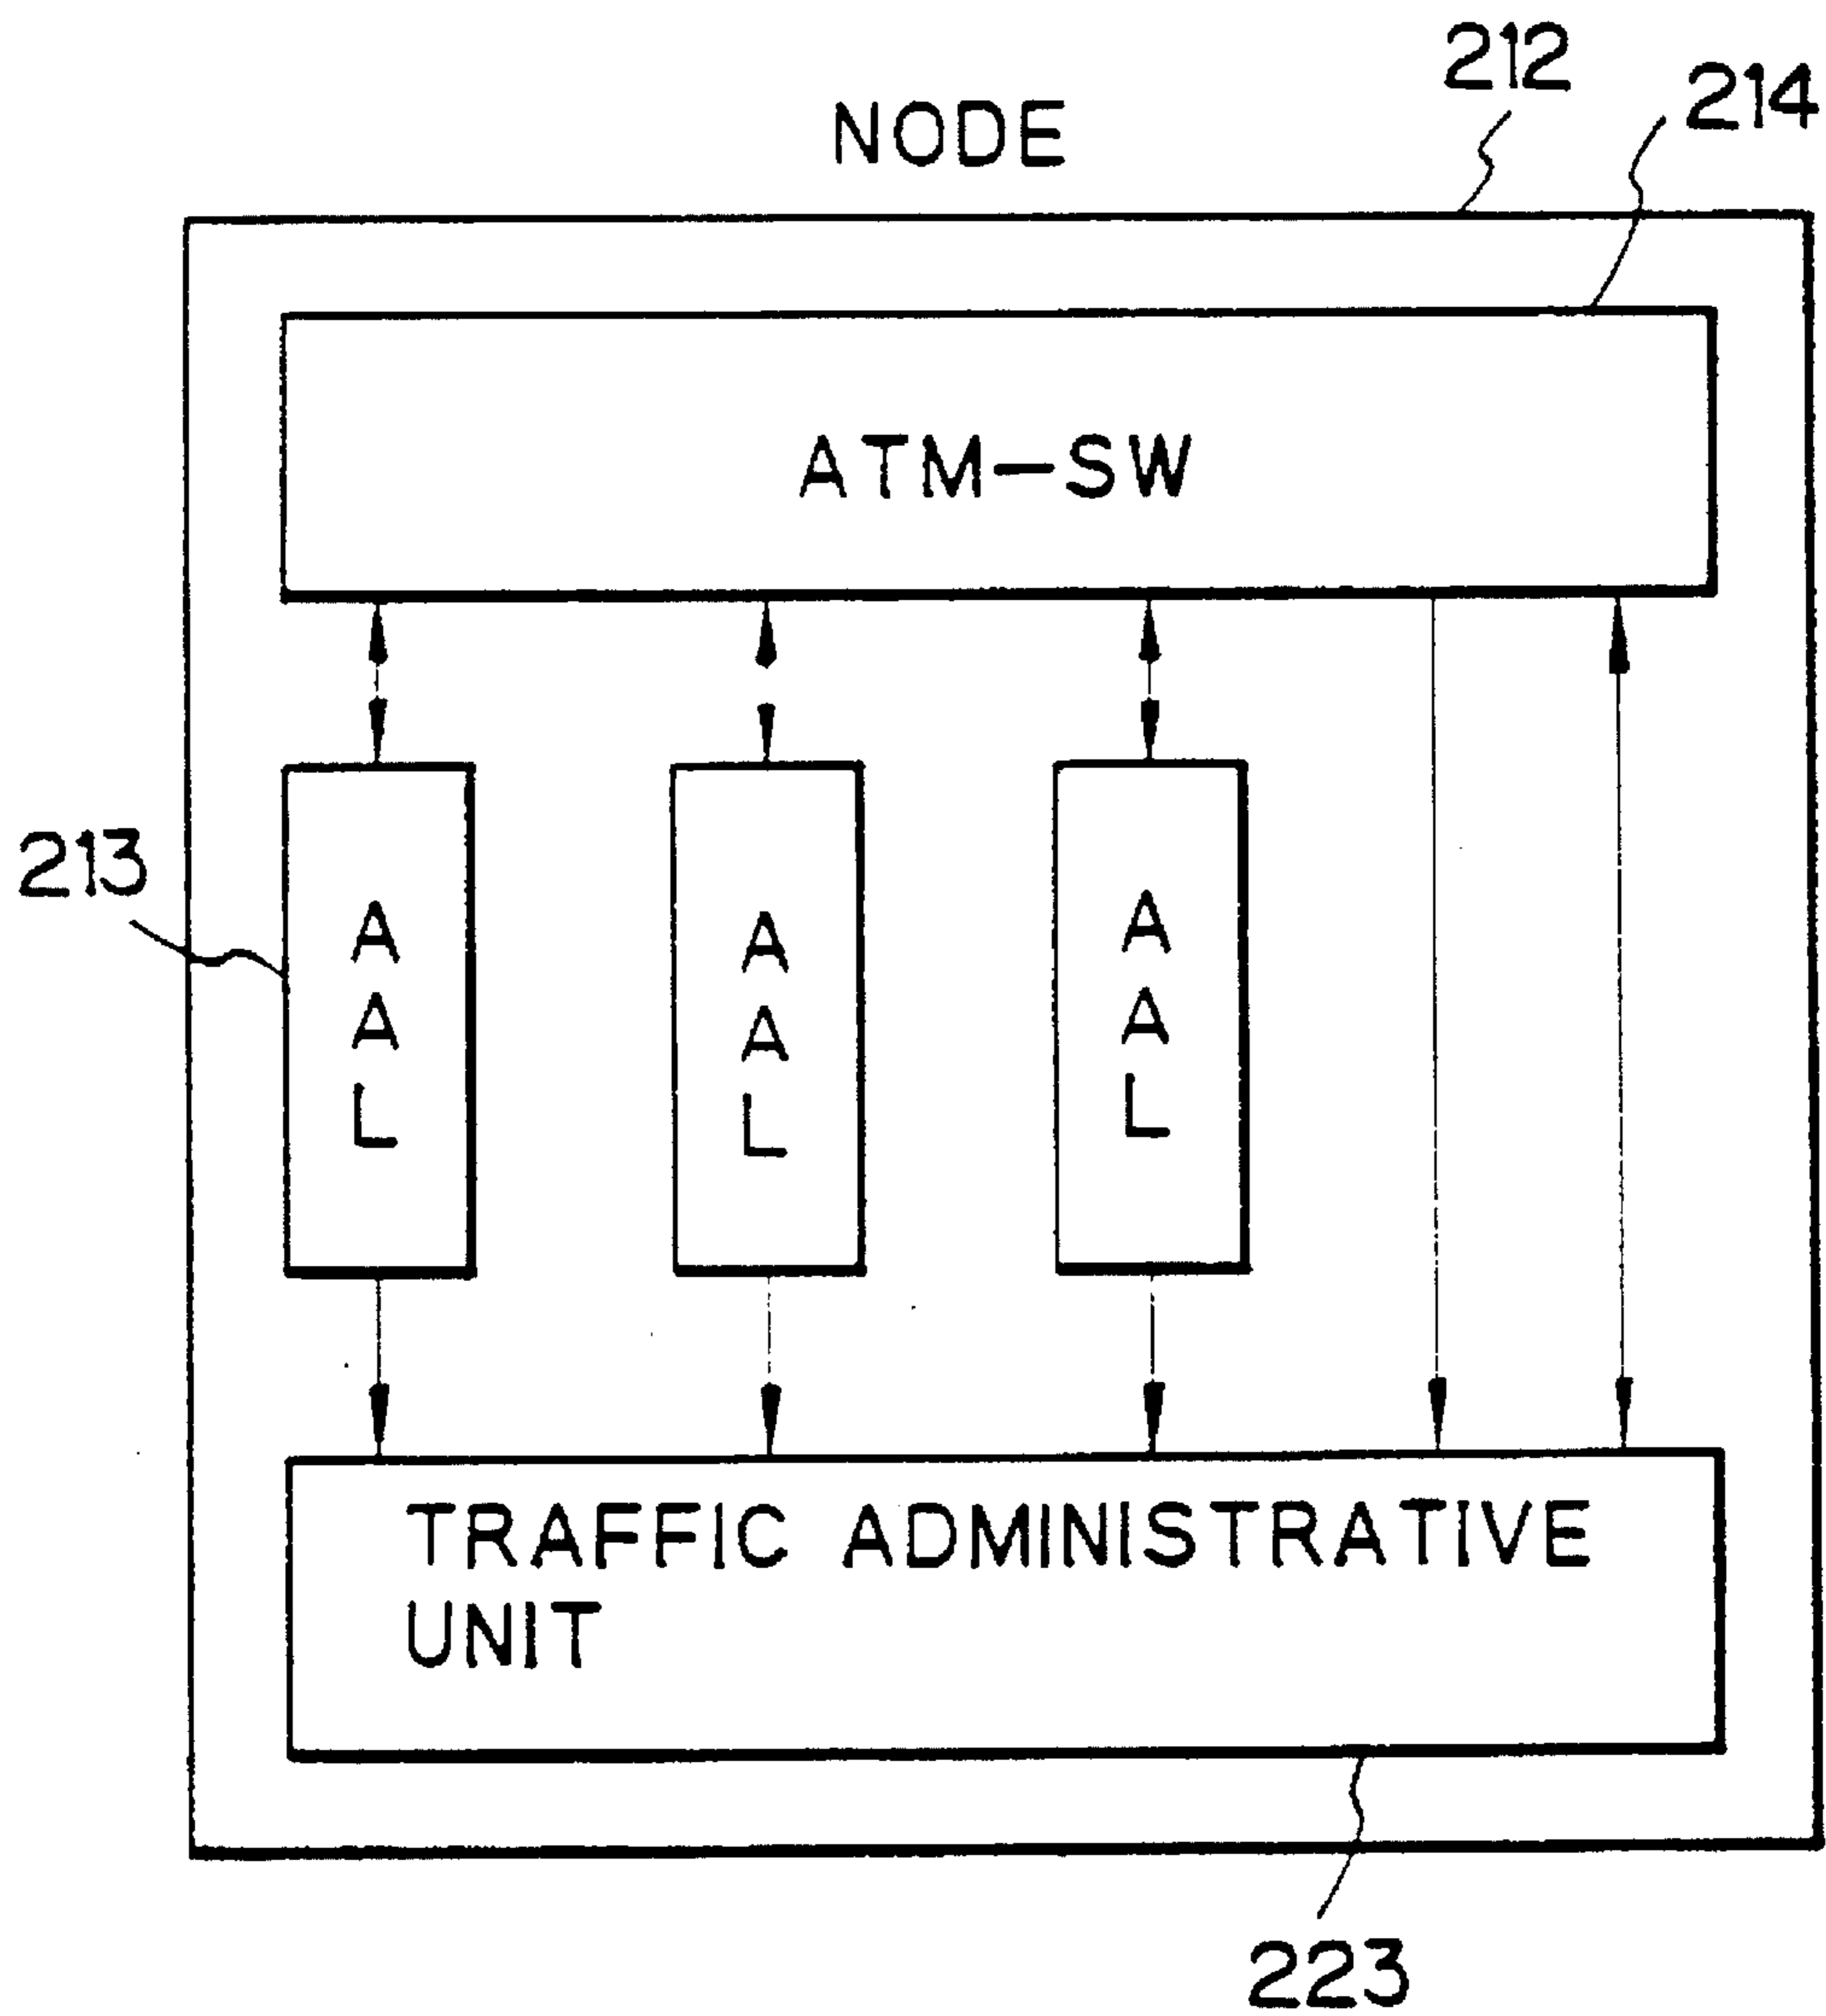 212
214
NODE
ATM-SW
213
A
A
L
A
A
L
A
A
L
TRAFFIC ADMINISTRATIVE
UNIT
223